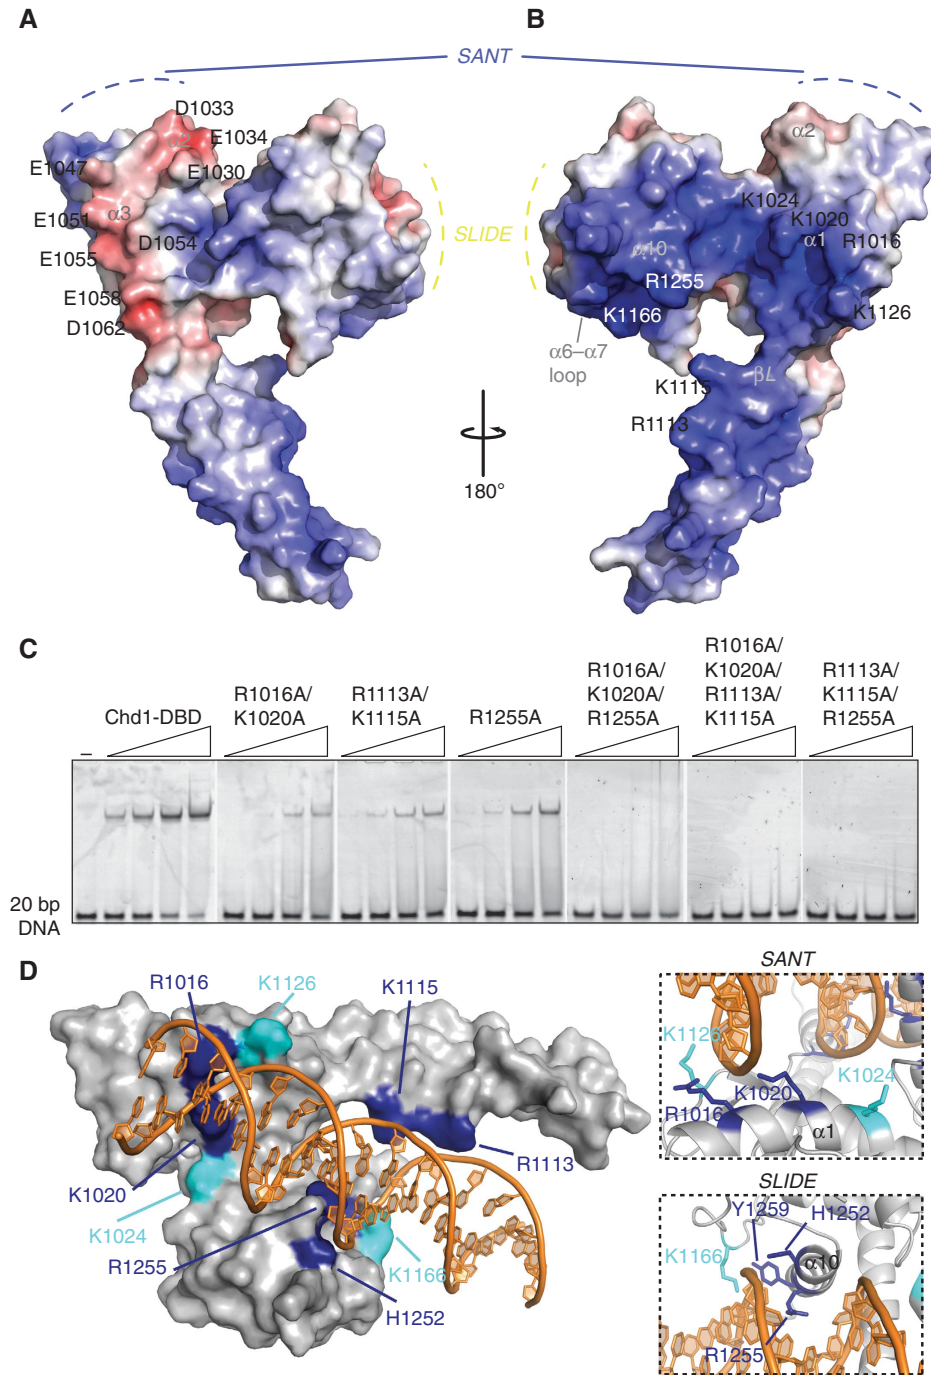 A
B
SANT
D1033
α2
E1034
E1047
E1030
α3
E1051
D1054
E1055
E1058
D1062
SLIDE
α2
K1024
K1020
α1
R1016
α10
R1255
K1166
K1126
α6–α7
loop
βL
K1115
R1113
180°
C
Chd1-DBD
R1016A/
K1020A
R1113A/
K1115A
R1255A
R1016A/
K1020A/
R1255A
R1016A/
K1020A/
R1113A/
K1115A
R1113A/
K1115A/
R1255A
–
20 bp
DNA
D
R1016
K1126
K1115
K1020
R1113
K1024
R1255
K1166
H1252
SANT
K1126
K1020
K1024
R1016
α1
SLIDE
Y1259
H1252
K1166
α10
R1255